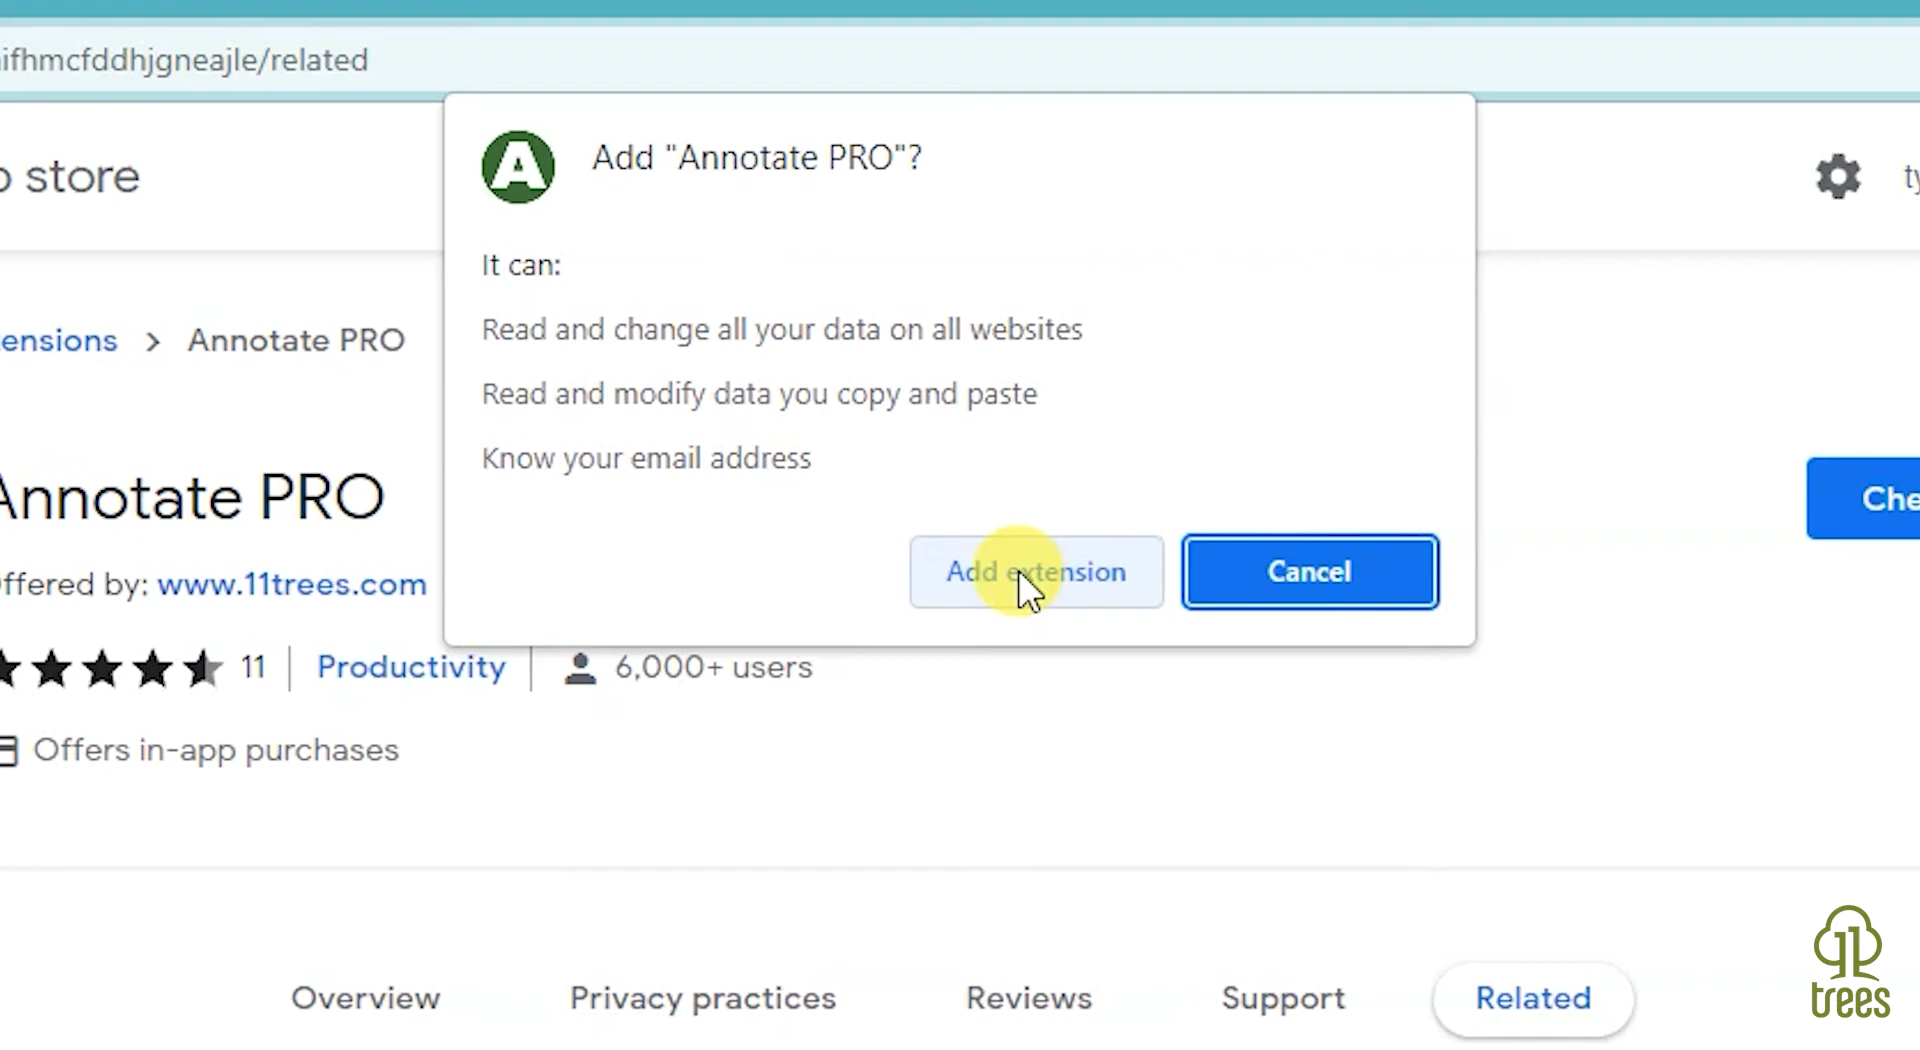 ifhmcfddhjgneajle/related
store
Add "Annotate PRO"?
It can:
Read and change all your data on all websites
Read and modify data you copy and paste
Know your email address
Add extension
Cancel
ensions > Annotate PRO
Annotate PRO
Che
ffered by: www.11trees.com
11
Productivity
6,000+ users
Offers in-app purchases
Overview
Privacy practices
Reviews
Support
Related
11
trees